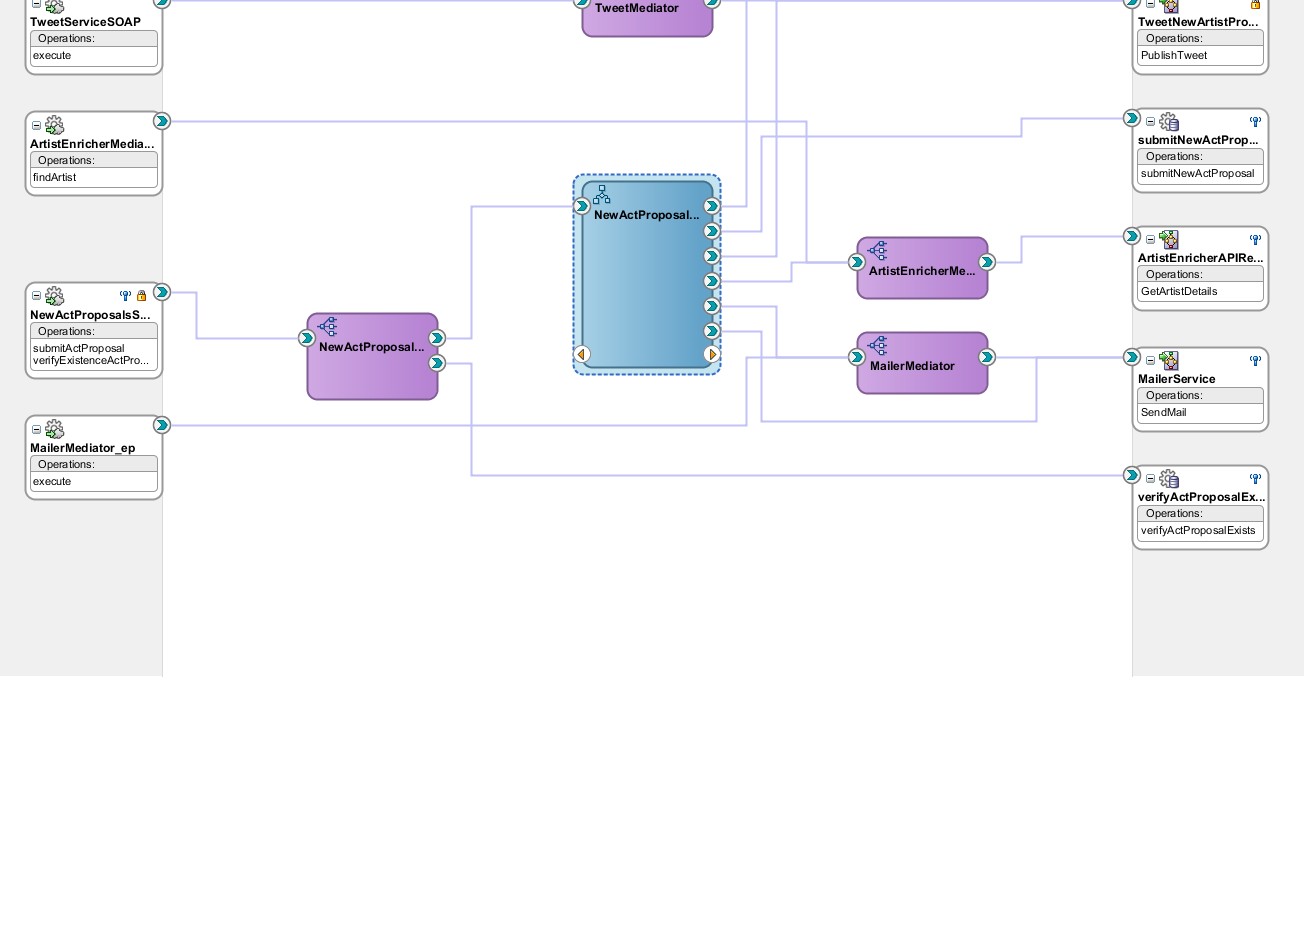 TweetServiceSOAP
Operations:
execute
TweetMediator
TweetNewArtistPro...
Operations:
PublishTweet
ArtistEnricherMedia...
Operations:
findArtist
submitNewActProp...
Operations:
submitNewActProposal
NewActProposal...
ArtistEnricherMe...
ArtistEnricherAPIRe...
Operations:
GetArtistDetails
NewActProposalsS...
Operations:
submitActProposal
verifyExistenceActPro...
NewActProposal...
MailerMediator
MailerService
Operations:
SendMail
MailerMediator_ep
Operations:
execute
verifyActProposalEx...
Operations:
verifyActProposalExists